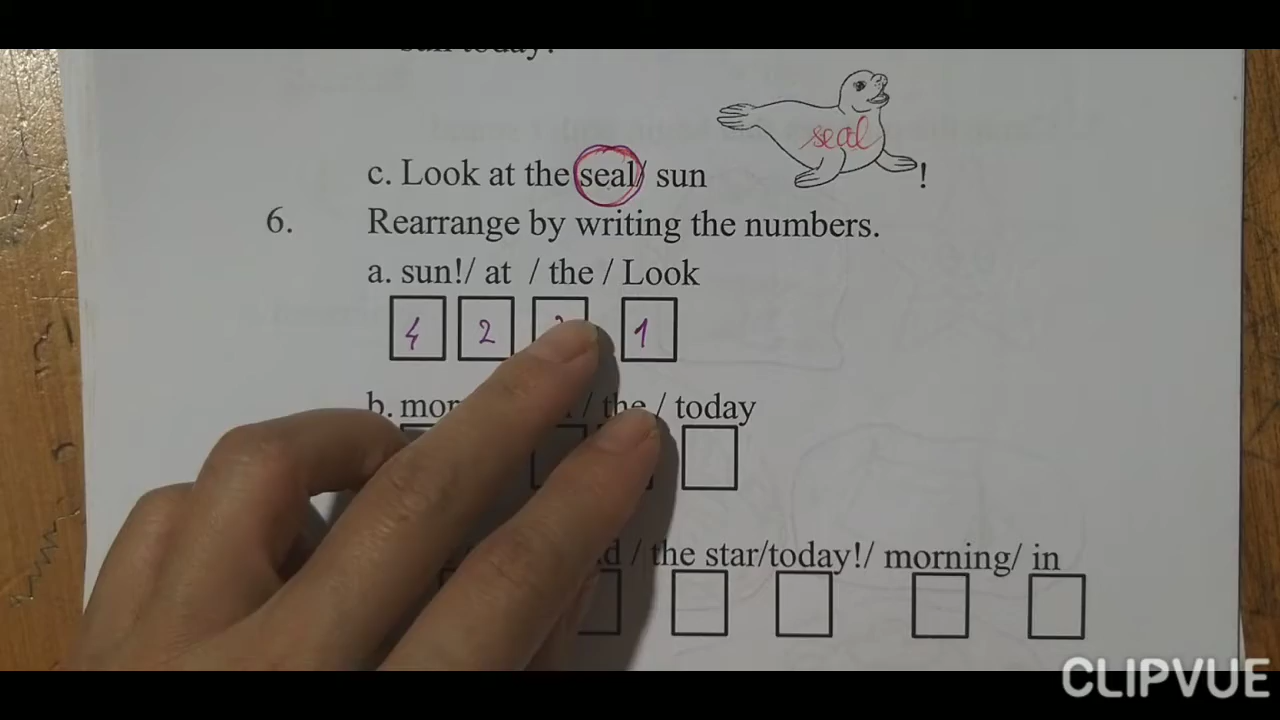 seal
c. Look at the seal/ sun !
6. Rearrange by writing the numbers.
a. sun!/ at / the / Look
4 2 1
b. / the / today
/ the star/today!/ morning/ in
CLIPVUE